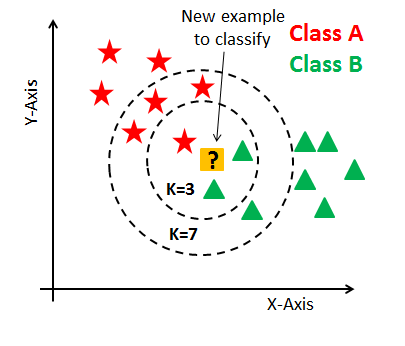 New example
to classify
Class A
Class B
Y-Axis
?
K=3
K=7
X-Axis